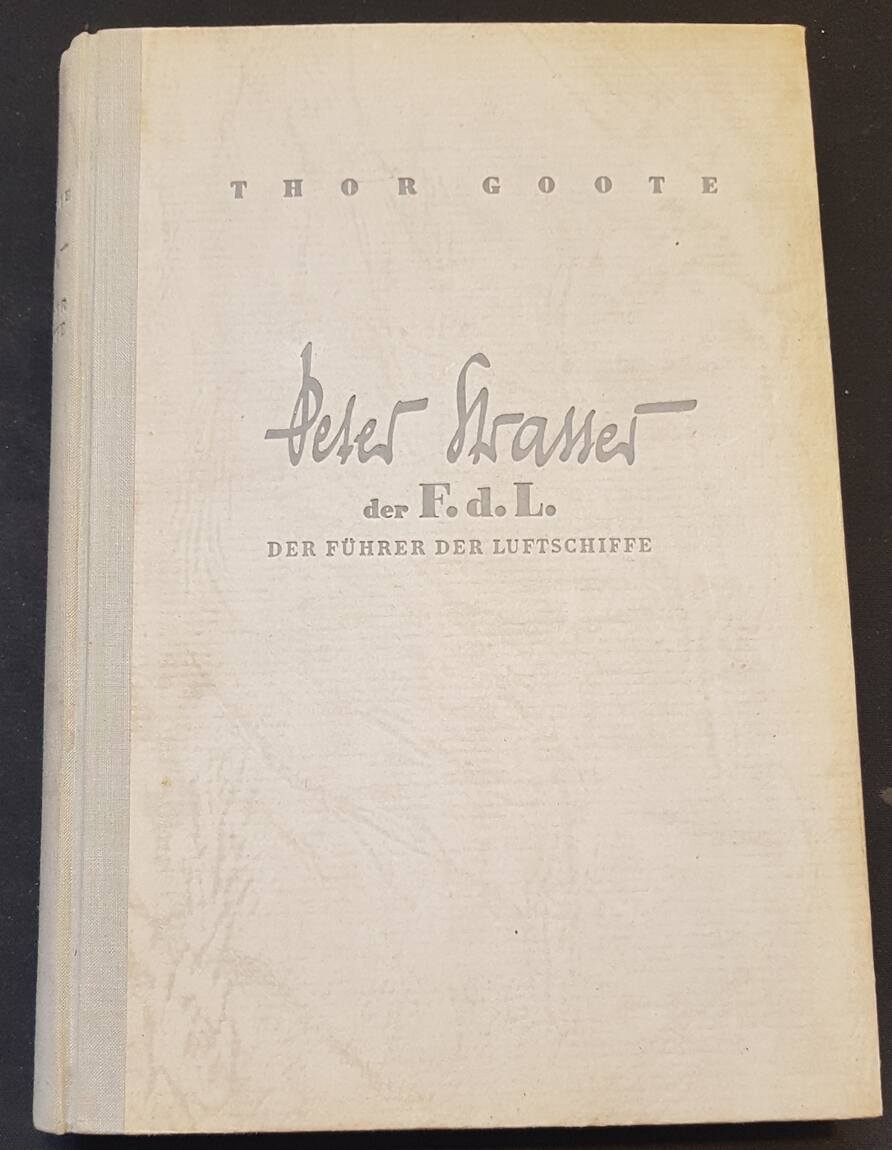 THOR GOOTE
Peter Strasser
der F.d.L.
DER FÜHRER DER LUFTSCHIFFE